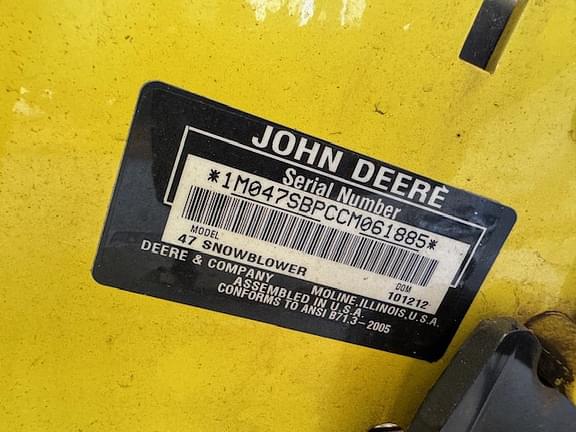 JOHN DEERE
Serial Number
*1M047SBPCCM061885*
MODEL DOM
47 SNOWBLOWER 101212
DEERE & COMPANY MOLINE, ILLINOIS, U.S.A.
ASSEMBLED IN U.S.A.
CONFORMS TO ANSI B71.3-2005